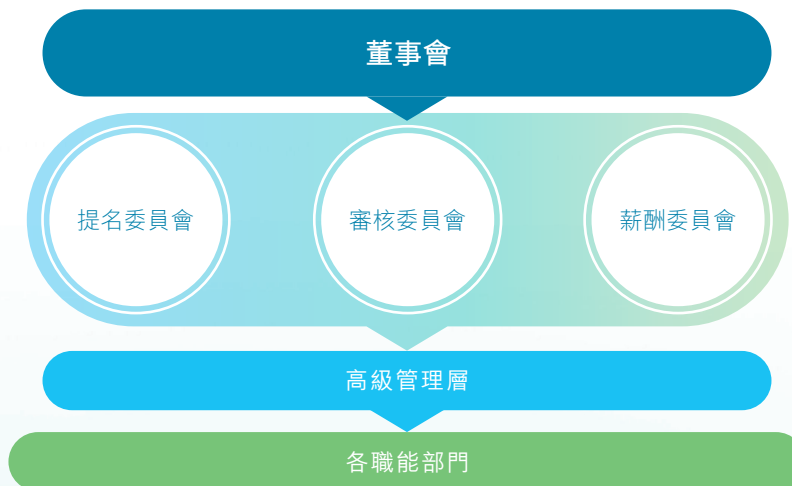 董事會
提名委員會
審核委員會
薪酬委員會
高級管理層
各職能部門